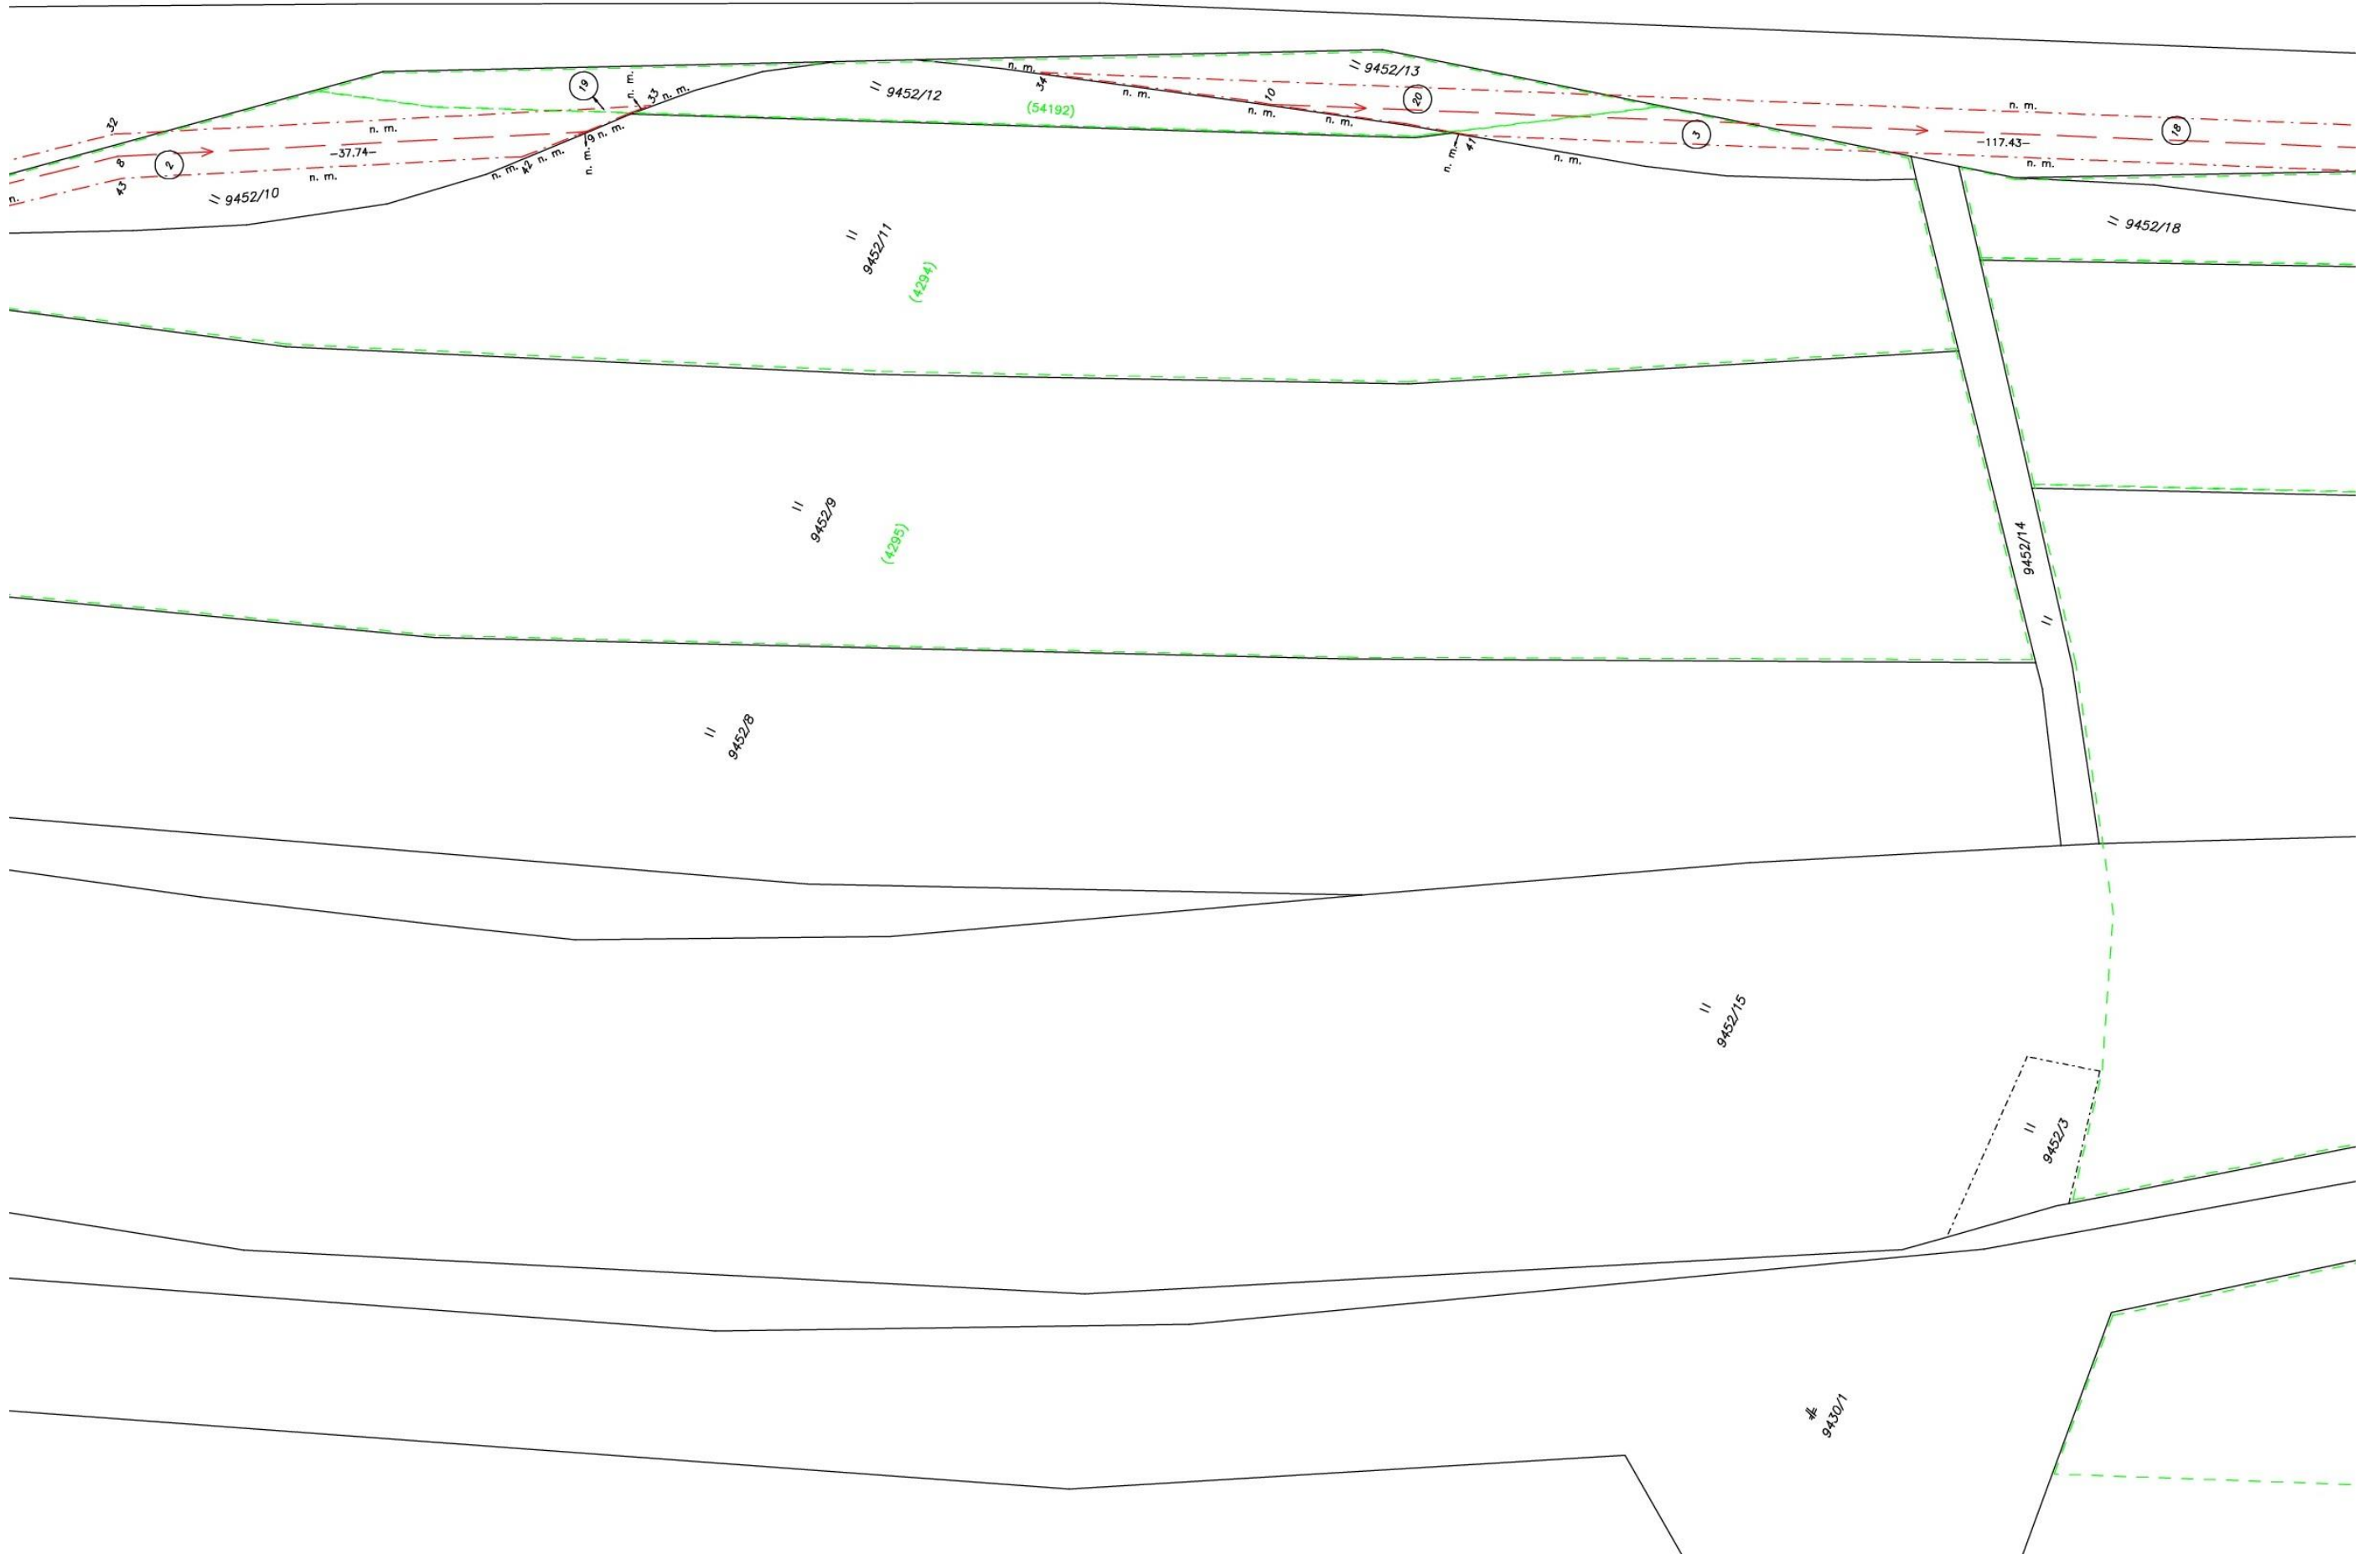 9452/13
n. m.
19
n. m.
33
n. m.
34
n. m.
9452/12
(54192)
10
n. m.
n. m.
20
n. m.
32
n. m.
9
n. m.
n. m.
3
18
-117.43-
8
2
-37.74-
n. m.
42
n. m.
n. m.
41
n. m.
n. m.
43
n. m.
n.
9452/10
9452/18
9452/11
(4294)
9452/9
(4295)
9452/14
9452/8
9452/15
9452/3
9430/1